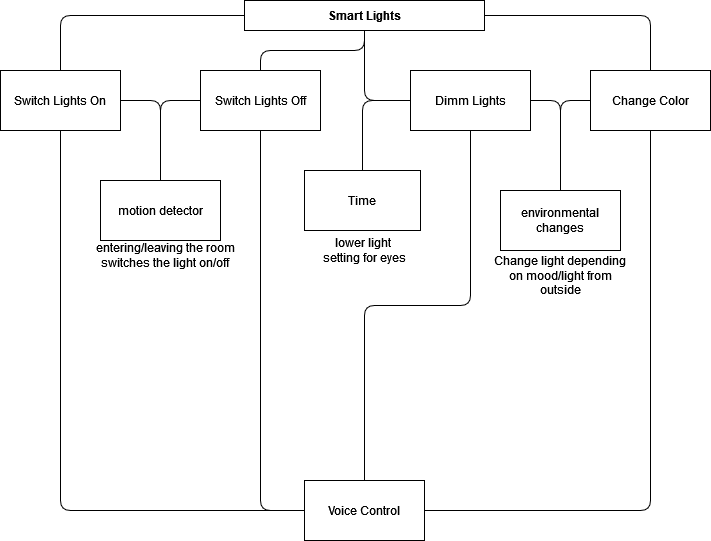 Smart Lights
Switch Lights On
Switch Lights Off
Dimm Lights
Change Color
motion detector
entering/leaving the room
switches the light on/off
Time
lower light
setting for eyes
environmental
changes
Change light depending
on mood/light from
outside
Voice Control